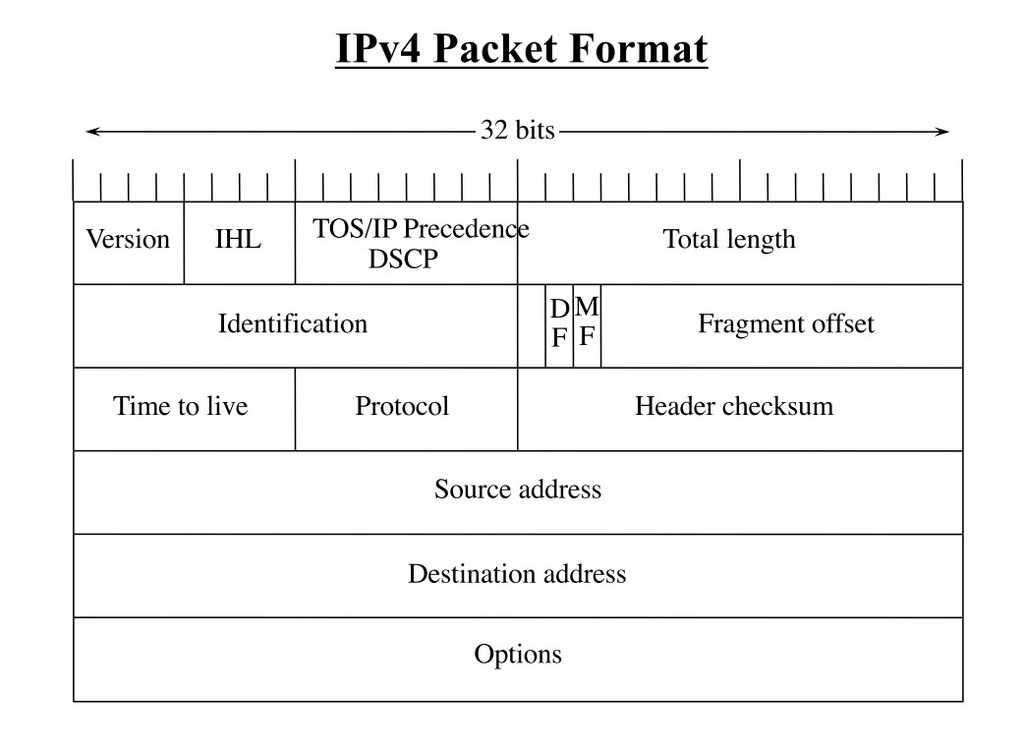 IPv4 Packet Format
32 bits
Version
IHL
TOS/IP Precedence
DSCP
Total length
Identification
D
F
M
F
Fragment offset
Time to live
Protocol
Header checksum
Source address
Destination address
Options